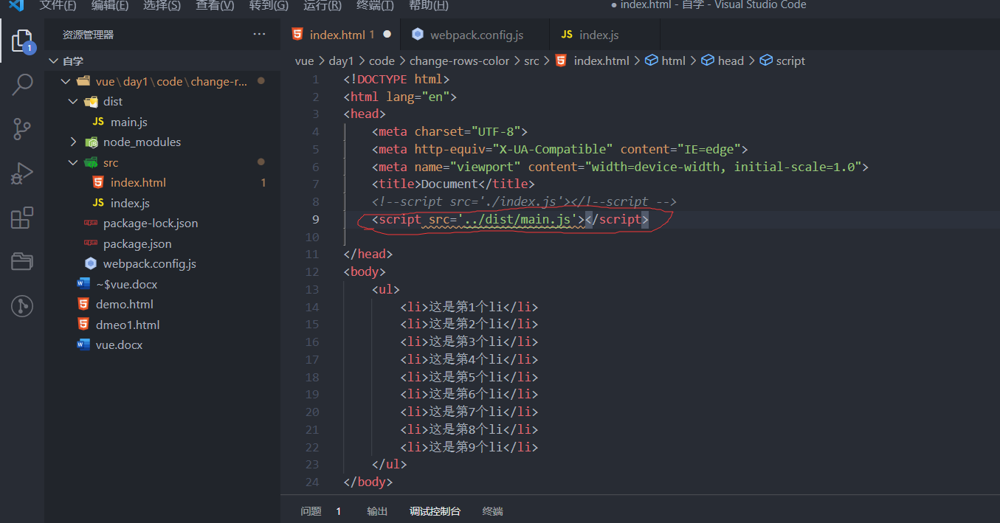 文件(F) 编辑(E) 选择(S) 查看(V) 转到(G) 运行(R) 终端(T) 帮助(H) ● index.html - 自学 - Visual Studio Code
资源管理器 ···
index.html 1 ●
webpack.config.js
JS index.js
1
自学
vue > day1 > code > change-rows-color > src > index.html > html > head > script
vue\day1\code\change-r...
dist
JS main.js
node_modules
src
index.html 1
JS index.js
package-lock.json
package.json
webpack.config.js
~$vue.docx
demo.html
dmeo1.html
vue.docx
1 <!DOCTYPE html>
2 <html lang="en">
3 <head>
4 <meta charset="UTF-8">
5 <meta http-equiv="X-UA-Compatible" content="IE=edge">
6 <meta name="viewport" content="width=device-width, initial-scale=1.0">
7 <title>Document</title>
8 <!--script src='./index.js'></!--script -->
9 <script src='../dist/main.js'></script>
10
11 </head>
12 <body>
13 <ul>
14 <li>这是第1个li</li>
15 <li>这是第2个li</li>
16 <li>这是第3个li</li>
17 <li>这是第4个li</li>
18 <li>这是第5个li</li>
19 <li>这是第6个li</li>
20 <li>这是第7个li</li>
21 <li>这是第8个li</li>
22 <li>这是第9个li</li>
23 </ul>
24 </body>
问题 1 输出 调试控制台 终端